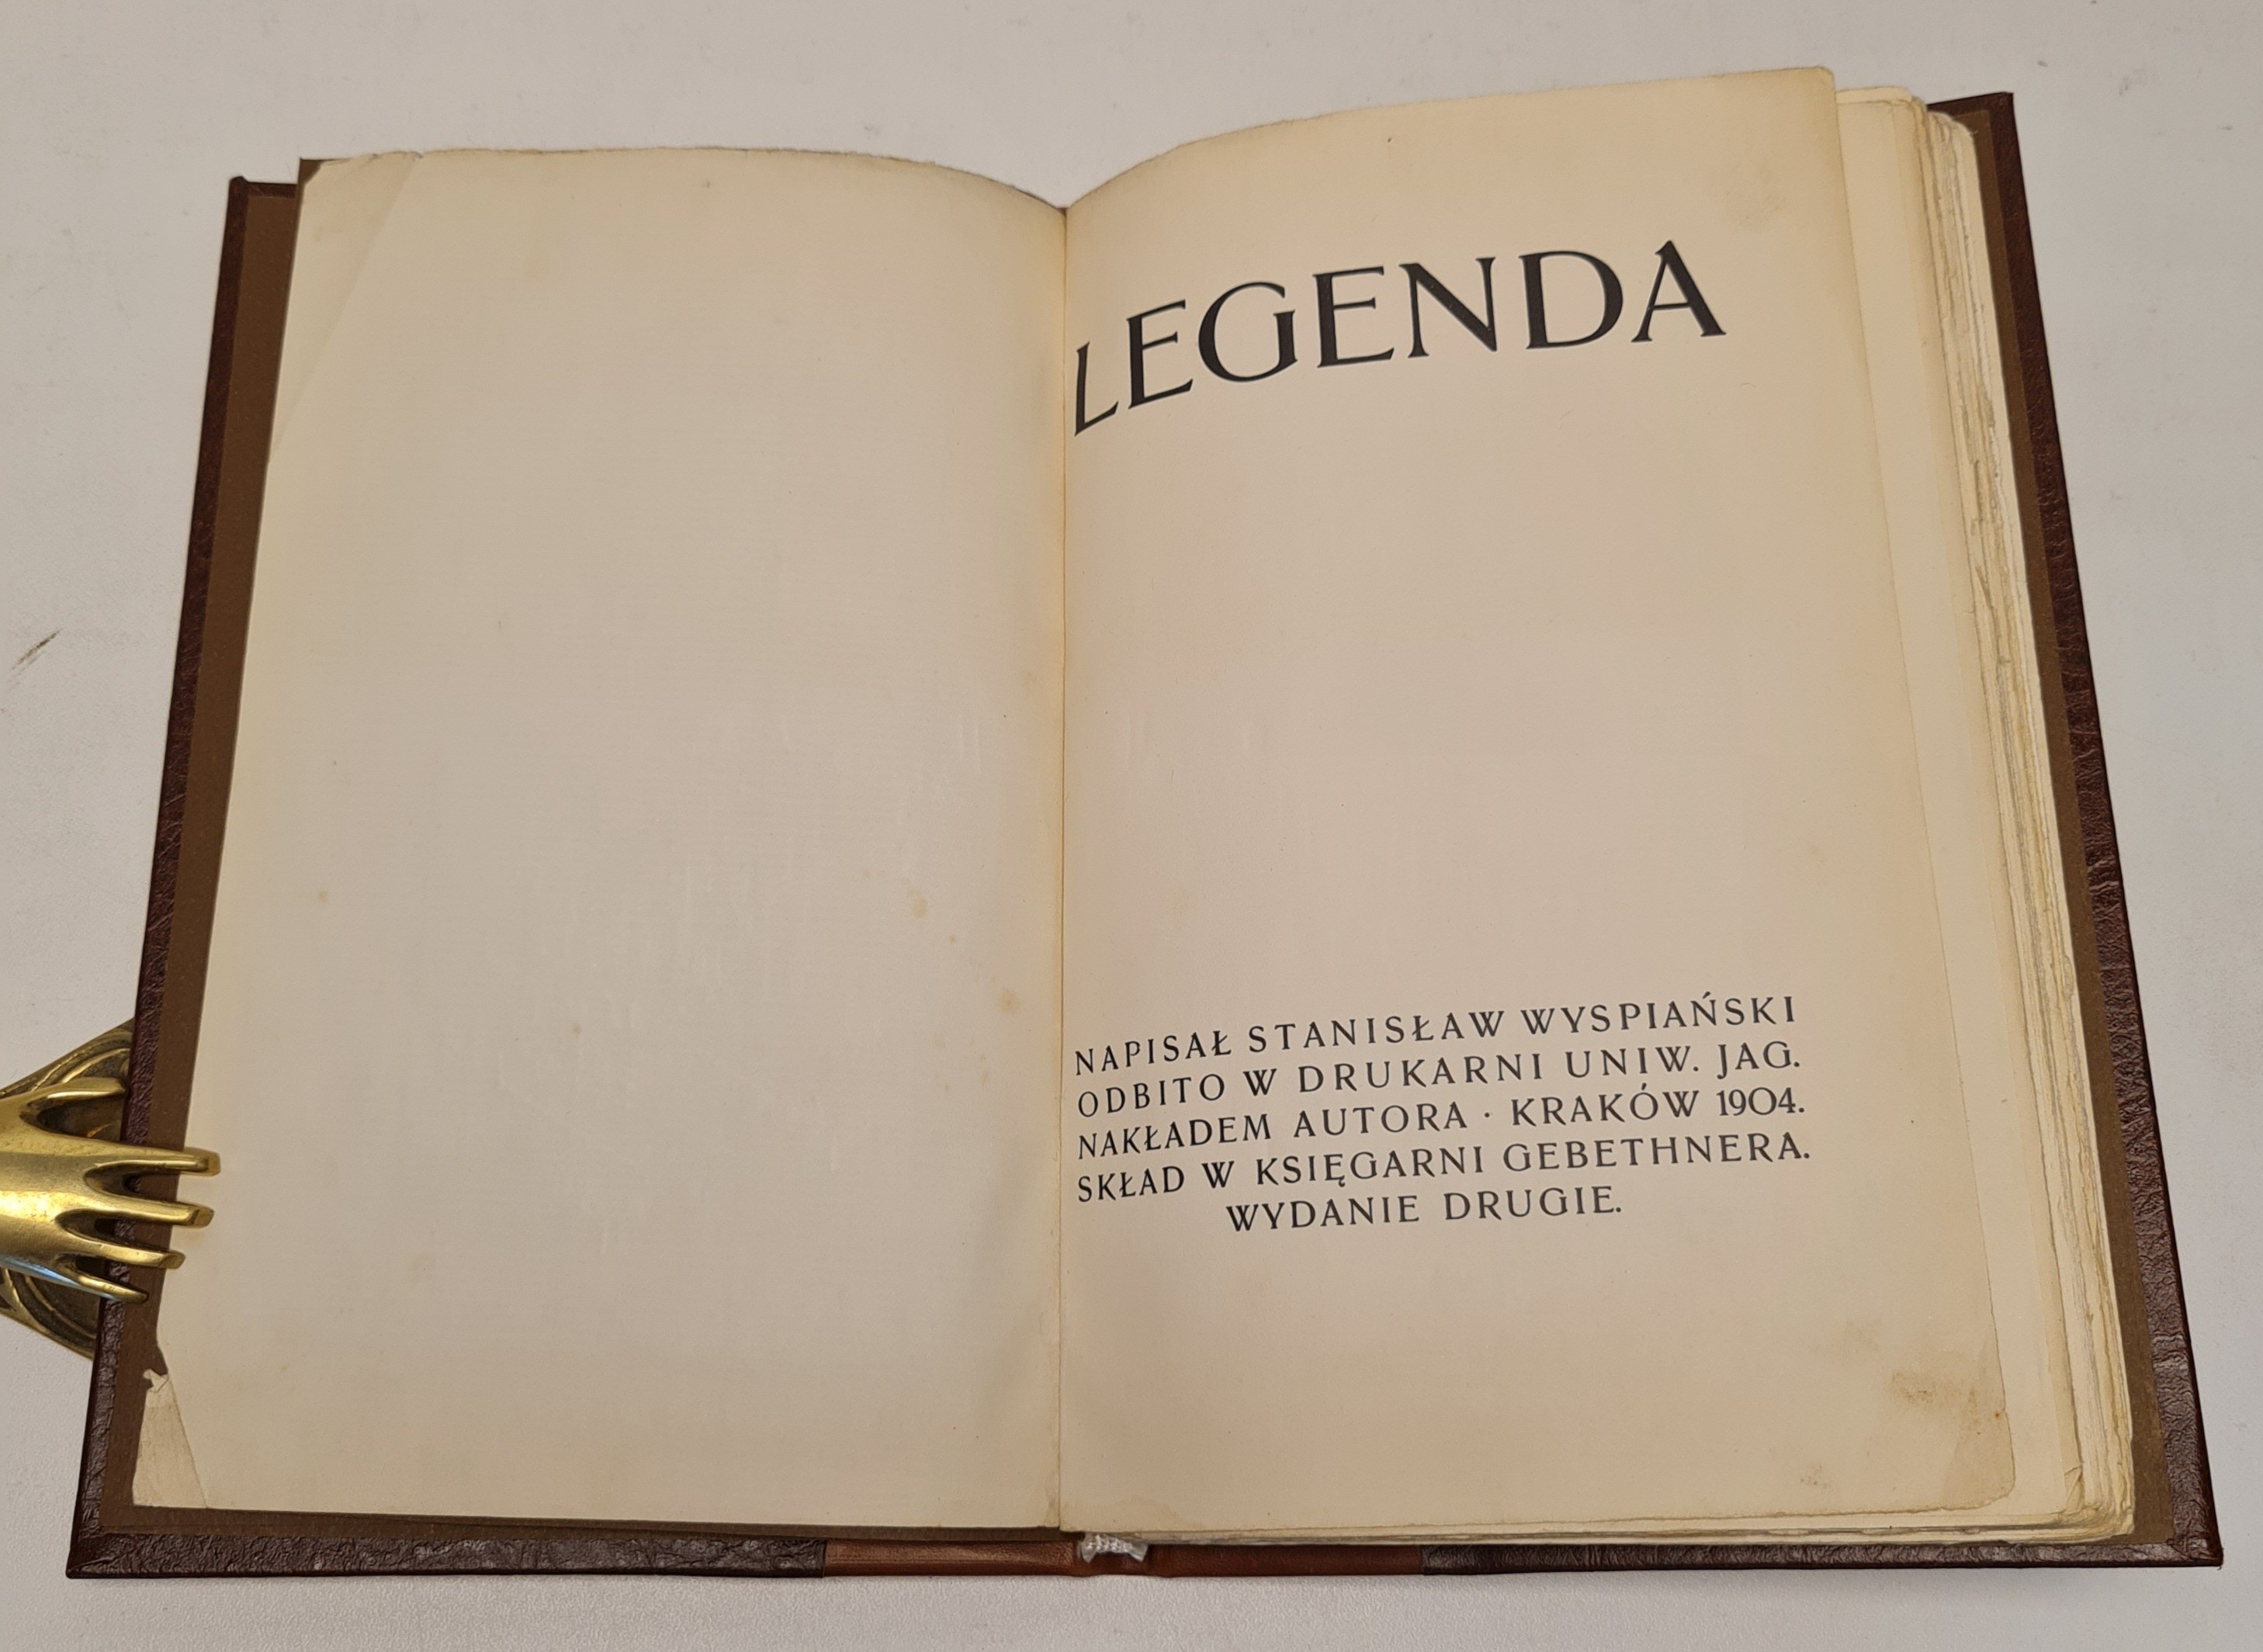 LEGENDA
NAPISAŁ STANISŁAW WYSPIAŃSKI
ODBITO W DRUKARNI UNIW. JAG.
NAKŁADEM AUTORA · KRAKÓW 1904.
SKŁAD W KSIĘGARNI GEBETHNERA.
WYDANIE DRUGIE.